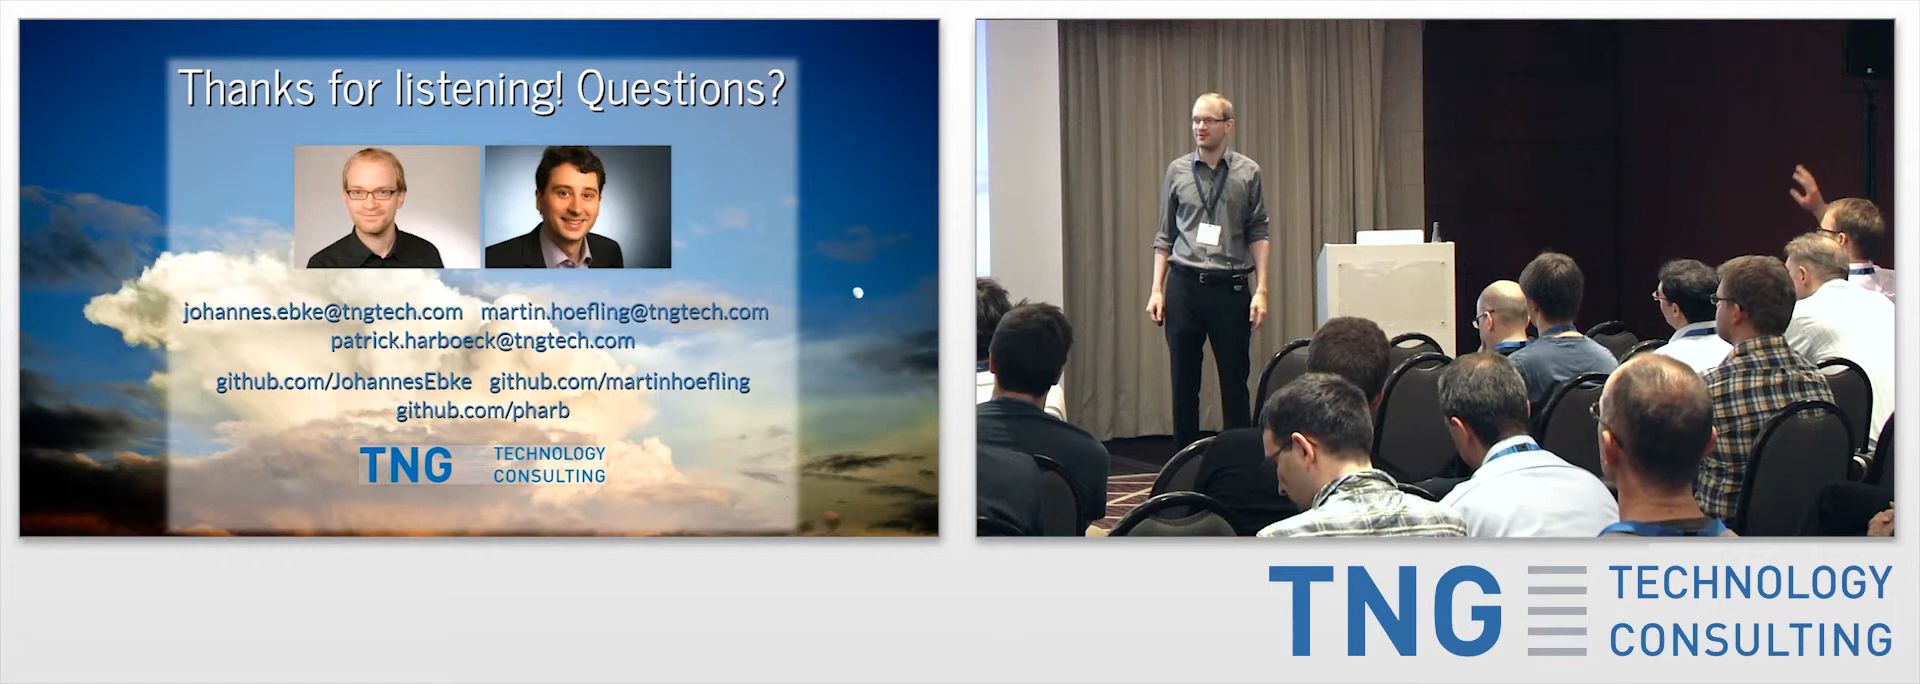 Thanks for listening! Questions?
johannes.ebke@tngtech.com martin.hoefling@tngtech.com
patrick.harboeck@tngtech.com
github.com/JohannesEbke github.com/martinhoefling
github.com/pharb
TNG TECHNOLOGY
CONSULTING
TNG TECHNOLOGY
CONSULTING